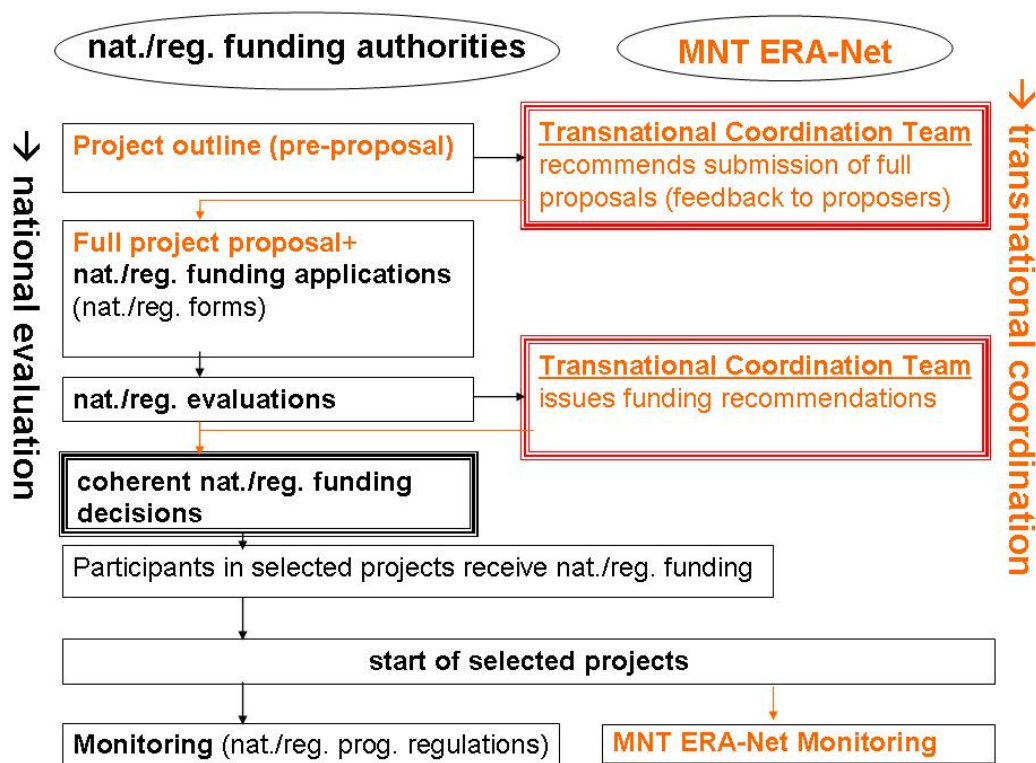 nat./reg. funding authorities
MNT ERA-Net
→ national evaluation
→ transnational coordination
Project outline (pre-proposal)
Transnational Coordination Team
recommends submission of full
proposals (feedback to proposers)
Full project proposal+
nat./reg. funding applications
(nat./reg. forms)
nat./reg. evaluations
Transnational Coordination Team
issues funding recommendations
coherent nat./reg. funding
decisions
Participants in selected projects receive nat./reg. funding
start of selected projects
Monitoring (nat./reg. prog. regulations)
MNT ERA-Net Monitoring